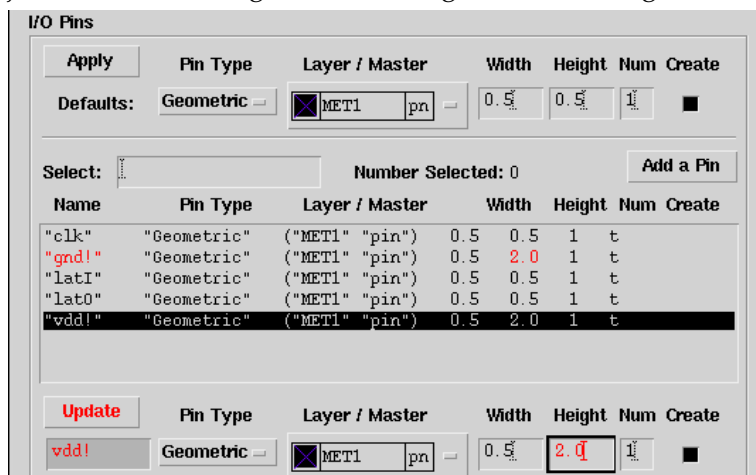 I/O Pins
Apply Pin Type Layer / Master Width Height Num Create
Defaults: Geometric MET1 pn 0.5 0.5 1
Select: Number Selected: 0 Add a Pin
Name Pin Type Layer / Master Width Height Num Create
"clk" "Geometric" ("MET1" "pin") 0.5 0.5 1 t
"gnd!" "Geometric" ("MET1" "pin") 0.5 2.0 1 t
"latI" "Geometric" ("MET1" "pin") 0.5 0.5 1 t
"latO" "Geometric" ("MET1" "pin") 0.5 0.5 1 t
"vdd!" "Geometric" ("MET1" "pin") 0.5 2.0 1 t
Update Pin Type Layer / Master Width Height Num Create
vdd! Geometric MET1 pn 0.5 2.0 1